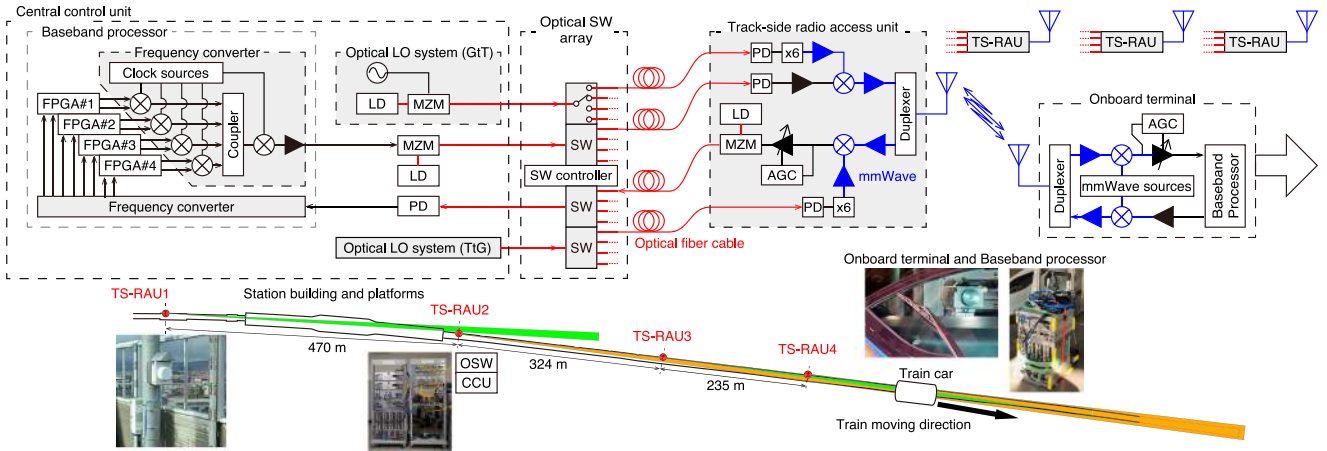 Central control unit
Baseband processor
Frequency converter
Clock sources
FPGA#1
FPGA#2
FPGA#3
FPGA#4
Coupler
Frequency converter
Optical LO system (GtT)
LD
MZM
MZM
LD
PD
Optical LO system (TtG)
Optical SW
array
SW
SW controller
SW
SW
Optical fiber cable
Track-side radio access unit
PD
x6
PD
LD
MZM
AGC
Duplexer
mmWave
PD
x6
TS-RAU
TS-RAU
TS-RAU
Onboard terminal
AGC
Duplexer
mmWave sources
Baseband
Processor
Onboard terminal and Baseband processor
TS-RAU1
Station building and platforms
TS-RAU2
TS-RAU3
TS-RAU4
470 m
324 m
235 m
OSW
CCU
Train car
Train moving direction